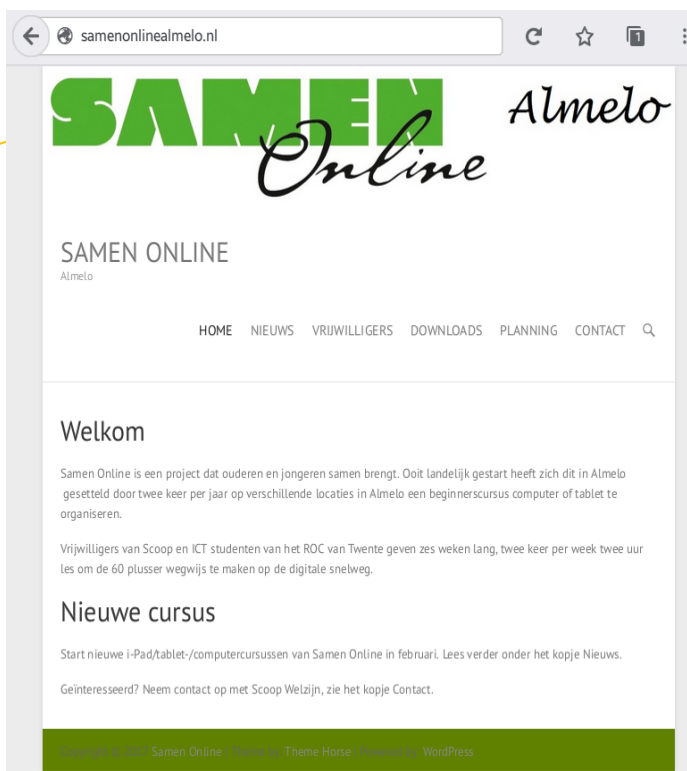 samenonlinealmelo.nl
1
SAMEN Almelo
Online
SAMEN ONLINE
Almelo
HOME NIEUWS VRIJWILLIGERS DOWNLOADS PLANNING CONTACT
Welkom
Samen Online is een project dat ouderen en jongeren samen brengt. Ooit landelijk gestart heeft zich dit in Almelo
gesetteld door twee keer per jaar op verschillende locaties in Almelo een beginnerscursus computer of tablet te
organiseren.
Vrijwilligers van Scoop en ICT studenten van het ROC van Twente geven zes weken lang, twee keer per week twee uur
les om de 60 plusser wegwijs te maken op de digitale snelweg.
Nieuwe cursus
Start nieuwe i-Pad/tablet-/computercursussen van Samen Online in februari. Lees verder onder het kopje Nieuws.
Geïnteresseerd? Neem contact op met Scoop Welzijn, zie het kopje Contact.
Samen Online Theme Horse WordPress